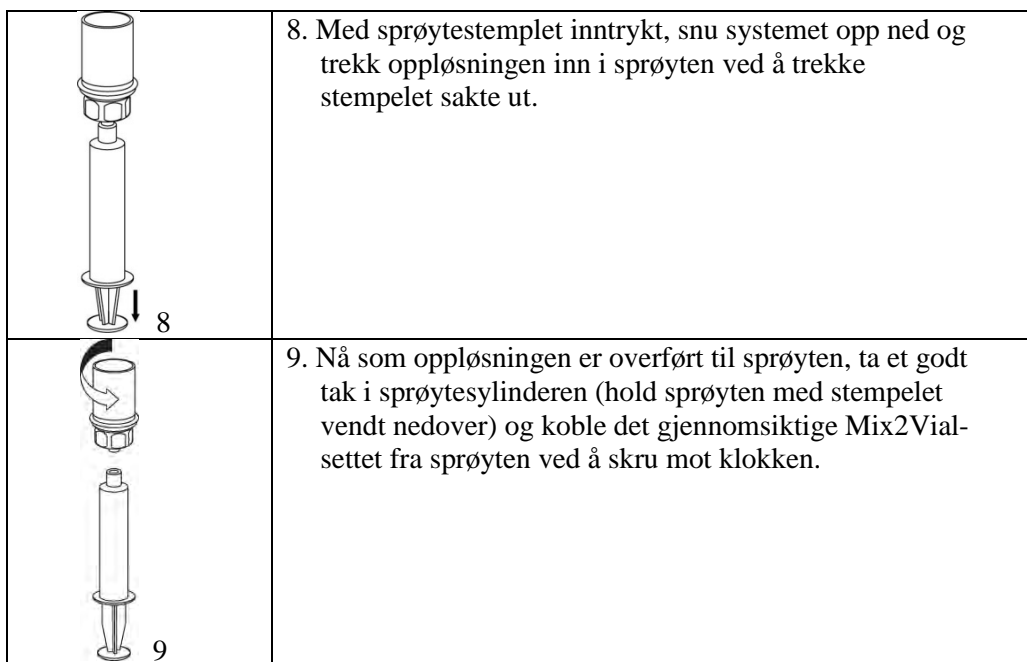 8. Med sprøytestemplet inntrykt, snu systemet opp ned og
trekk oppløsningen inn i sprøyten ved å trekke
stempelet sakte ut.
8
9. Nå som oppløsningen er overført til sprøyten, ta et godt
tak i sprøytesylinderen (hold sprøyten med stempelet
vendt nedover) og koble det gjennomsiktige Mix2Vial-
settet fra sprøyten ved å skru mot klokken.
9